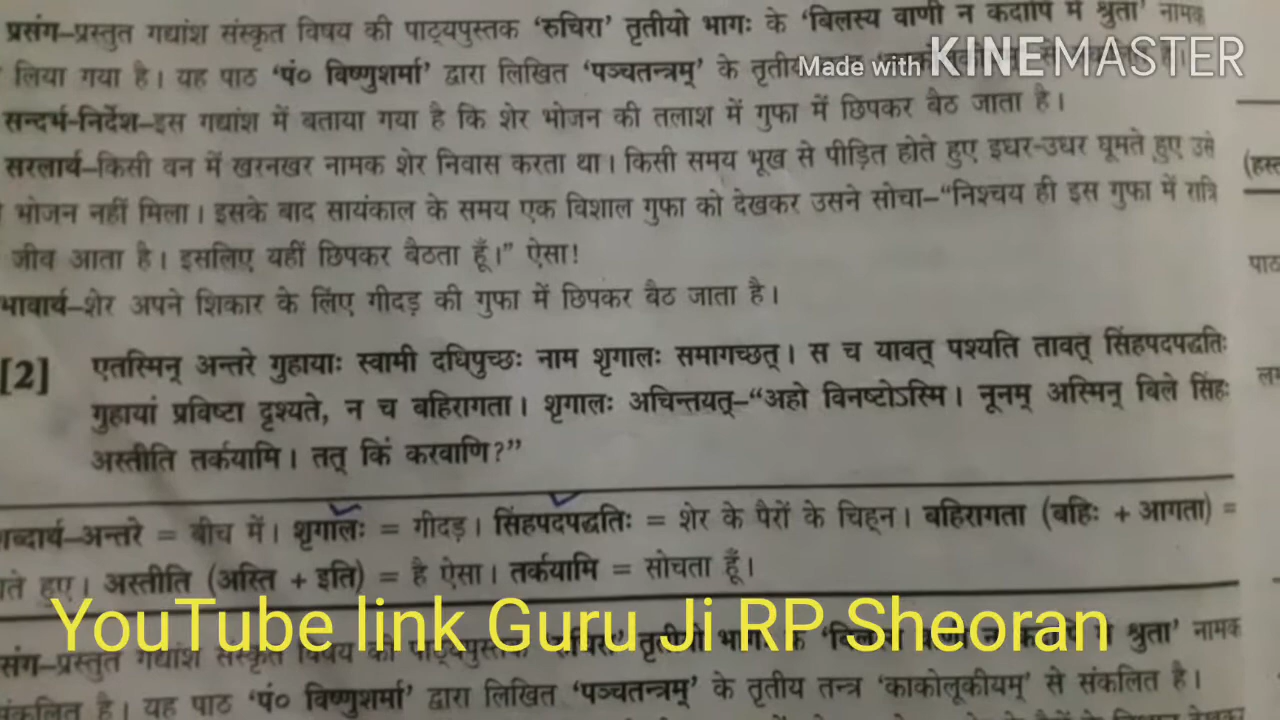 प्रसंग–प्रस्तुत गद्यांश संस्कृत विषय की पाट्यपुस्तक ‘रुचिरा’ तृतीयो भागः के ‘बिलस्य वाणी न कदापि मे श्रुता’ नामक
लिया गया है। यह पाठ ‘पं० विष्णुशर्मा’ द्वारा लिखित ‘पञ्चतन्त्रम्’ के तृतीय
Made with KINEMASTER
सन्दर्भ-निर्देश–इस गद्यांश में बताया गया है कि शेर भोजन की तलाश में गुफा में छिपकर बैठ जाता है।
सरलार्थ–किसी वन में खरनखर नामक शेर निवास करता था। किसी समय भूख से पीड़ित होते हुए इधर-उधर घूमते हुए उसे
(हस्त
भोजन नहीं मिला। इसके बाद सायंकाल के समय एक विशाल गुफा को देखकर उसने सोचा–“निश्चय ही इस गुफा में रात्रि
जीव आता है। इसलिए यहीं छिपकर बैठता हूँ।” ऐसा!
पाठ
भावार्थ–शेर अपने शिकार के लिए गीदड़ की गुफा में छिपकर बैठ जाता है।
[2] एतस्मिन् अन्तरे गुहायाः स्वामी दधिपुच्छः नाम शृगालः समागच्छत्। स च यावत् पश्यति तावत् सिंहपदपद्धतिः
गुहायां प्रविष्टा दृश्यते, न च बहिरागता। शृगालः अचिन्तयत्–“अहो विनष्टोऽस्मि। नूनम् अस्मिन् बिले सिंहः
अस्तीति तर्कयामि। तत् किं करवाणि?”
शब्दार्थ–अन्तरे = बीच में। शृगालः = गीदड़। सिंहपदपद्धतिः = शेर के पैरों के चिह्न। बहिरागता (बहिः + आगता) =
ते हुए। अस्तीति (अस्ति + इति) = है ऐसा। तर्कयामि = सोचता हूँ।
YouTube link Guru Ji RP Sheoran
संग–प्रस्तुत गद्यांश संस्कृत विषय की पाट्यपुस्तक ‘रुचिरा’ तृतीयो भागः के श्रुता’ नामक
संकलित है। यह पाठ ‘पं० विष्णुशर्मा’ द्वारा लिखित ‘पञ्चतन्त्रम्’ के तृतीय तन्त्र ‘काकोलूकीयम्’ से संकलित है।